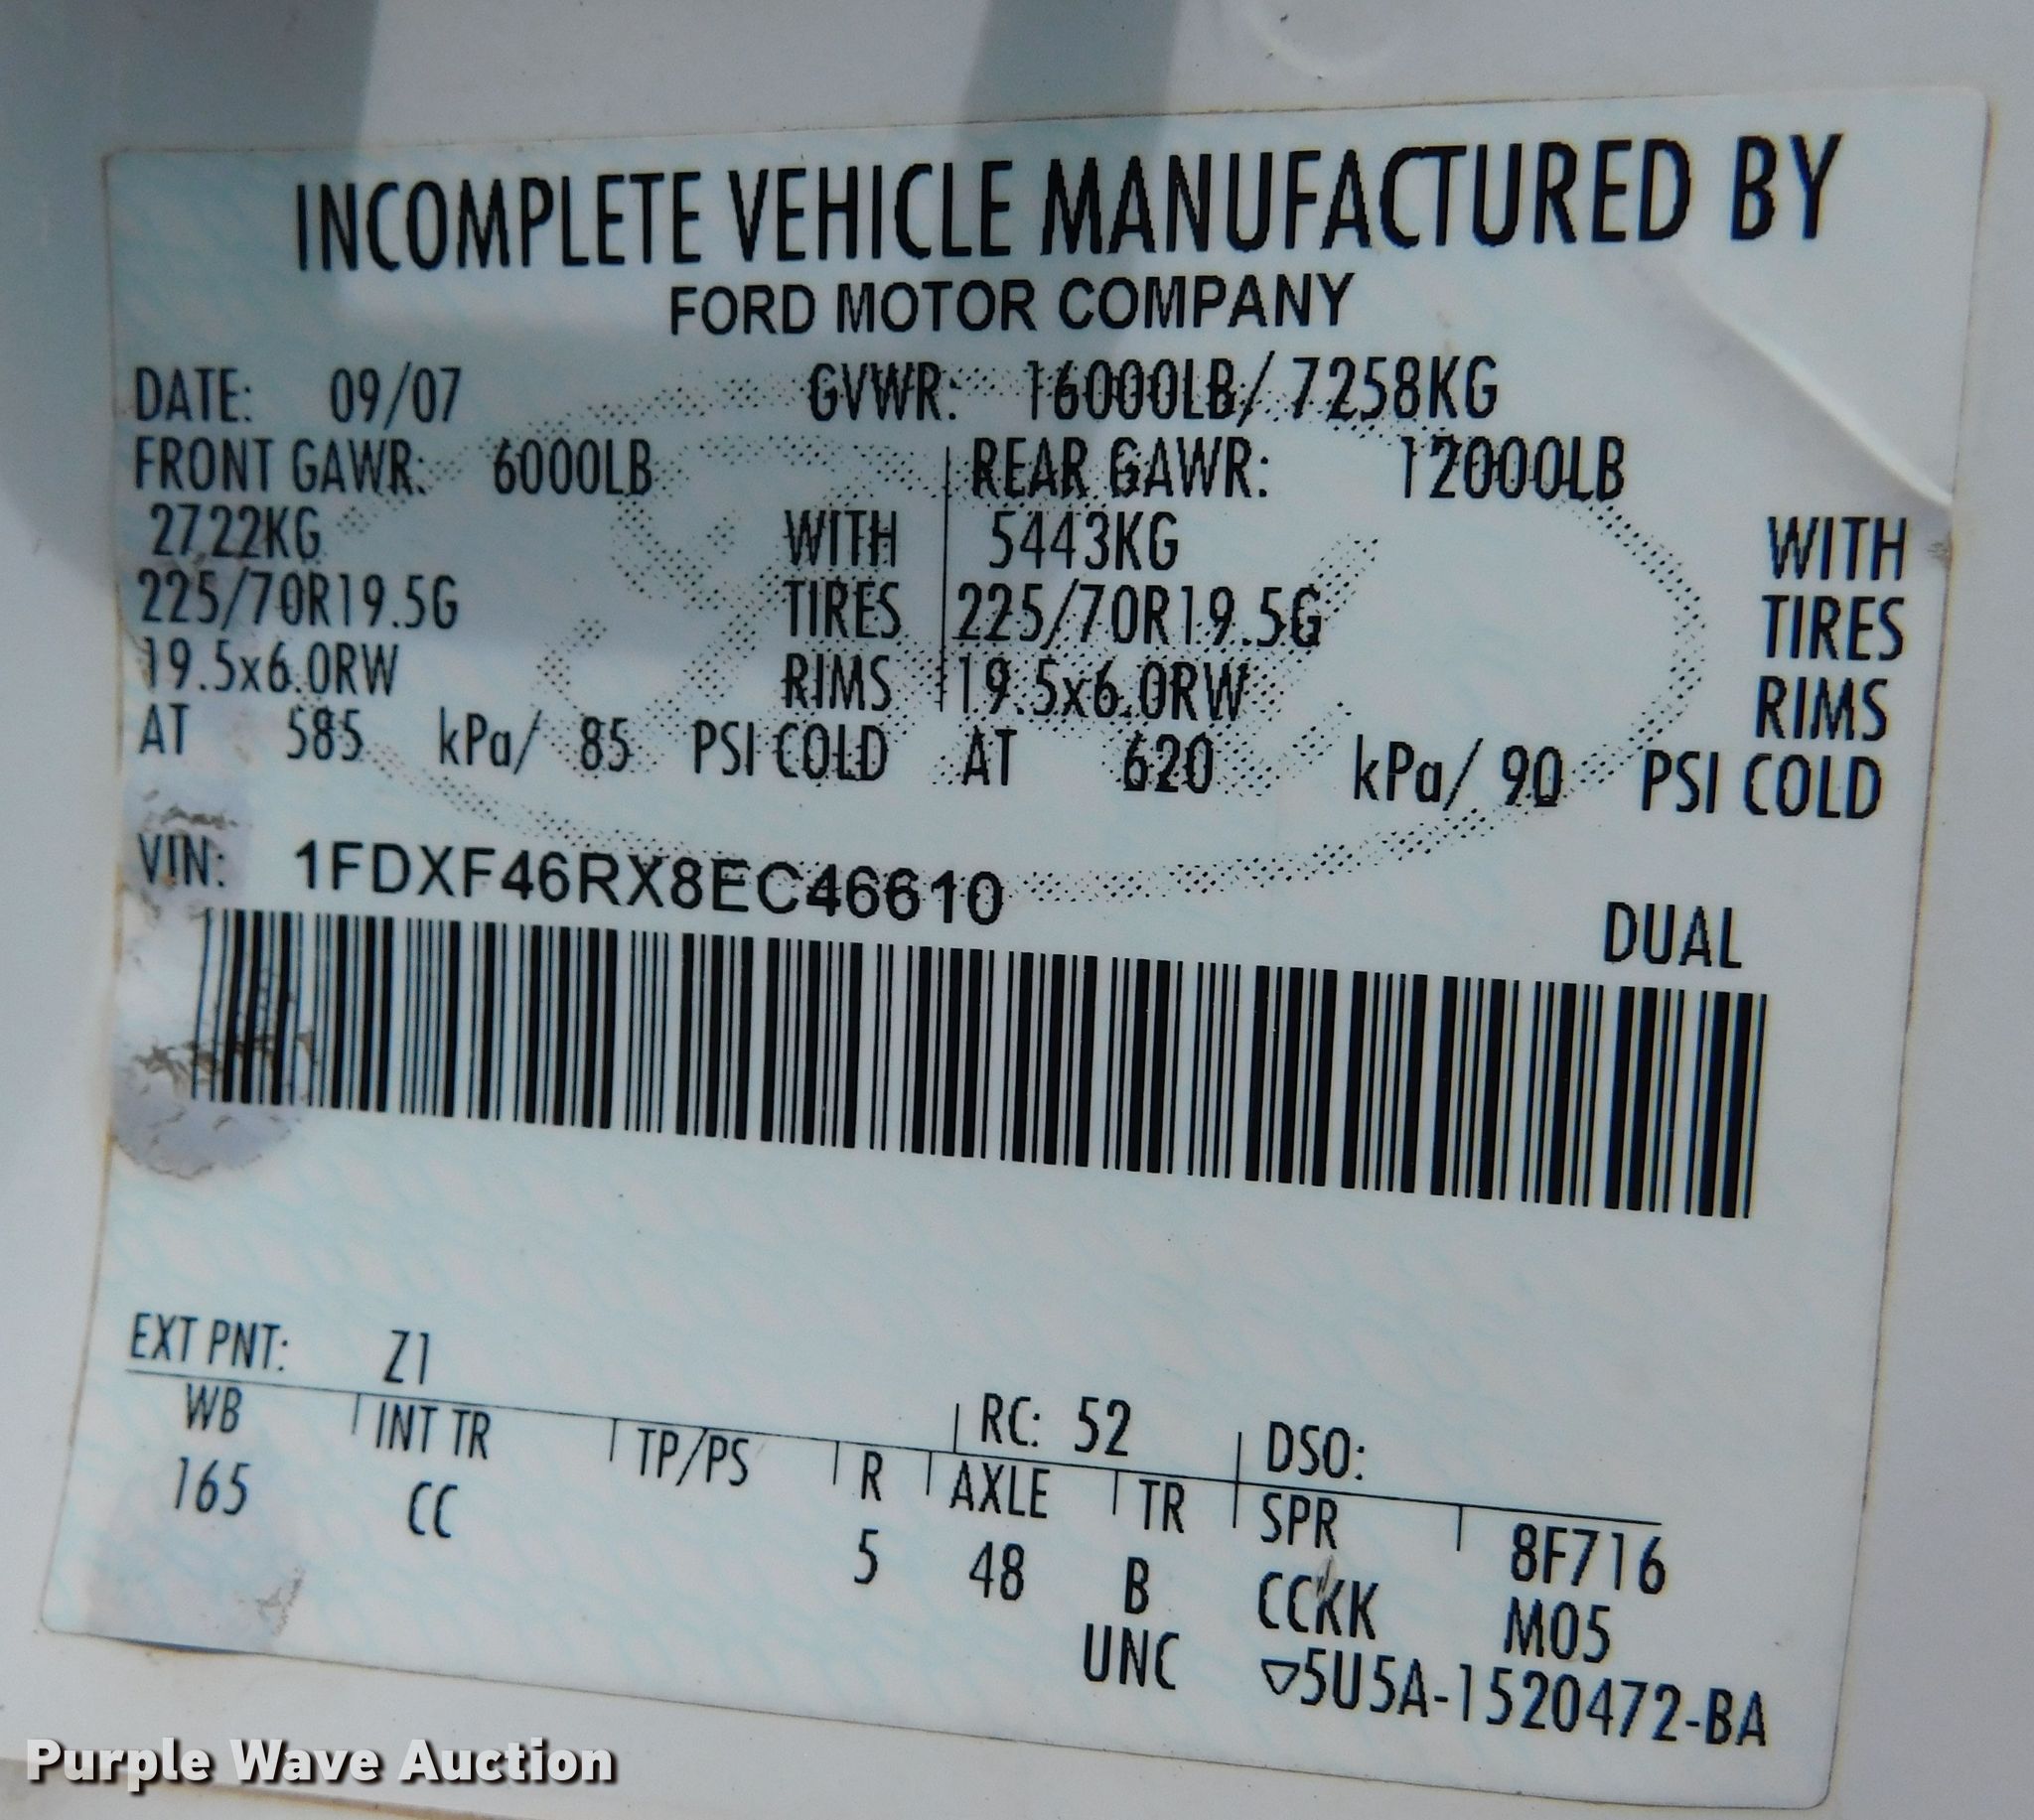 INCOMPLETE VEHICLE MANUFACTURED BY
FORD MOTOR COMPANY
DATE: 09/07 GVWR: 16000LB/ 7258KG
FRONT GAWR: 6000LB REAR GAWR: 12000LB
2722KG WITH 5443KG WITH
225/70R19.5G TIRES 225/70R19.5G TIRES
19.5x6.0RW RIMS 19.5x6.0RW RIMS
AT 585 kPa/ 85 PSI COLD AT 620 kPa/ 90 PSI COLD
VIN: 1FDXF46RX8EC46610
DUAL
EXT PNT: Z1 RC: 52 DSO:
WB INT TR TP/PS R AXLE TR SPR 8F716
165 CC 5 48 B CCKK M05
UNC ▽5U5A-1520472-BA
Purple Wave Auction